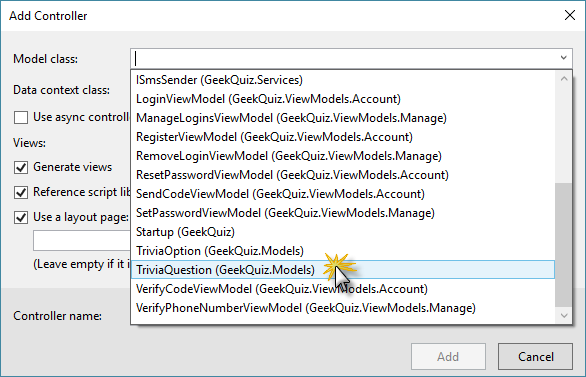 Add Controller
Model class:
ISmsSender (GeekQuiz.Services)
Data context class:
LoginViewModel (GeekQuiz.ViewModels.Account)
Use async controlle
ManageLoginsViewModel (GeekQuiz.ViewModels.Manage)
RegisterViewModel (GeekQuiz.ViewModels.Account)
Views:
RemoveLoginViewModel (GeekQuiz.ViewModels.Manage)
Generate views
ResetPasswordViewModel (GeekQuiz.ViewModels.Account)
Reference script lib
SendCodeViewModel (GeekQuiz.ViewModels.Account)
Use a layout page:
SetPasswordViewModel (GeekQuiz.ViewModels.Manage)
Startup (GeekQuiz)
TriviaOption (GeekQuiz.Models)
(Leave empty if it i
TriviaQuestion (GeekQuiz.Models)
VerifyCodeViewModel (GeekQuiz.ViewModels.Account)
VerifyPhoneNumberViewModel (GeekQuiz.ViewModels.Manage)
Controller name:
Add
Cancel